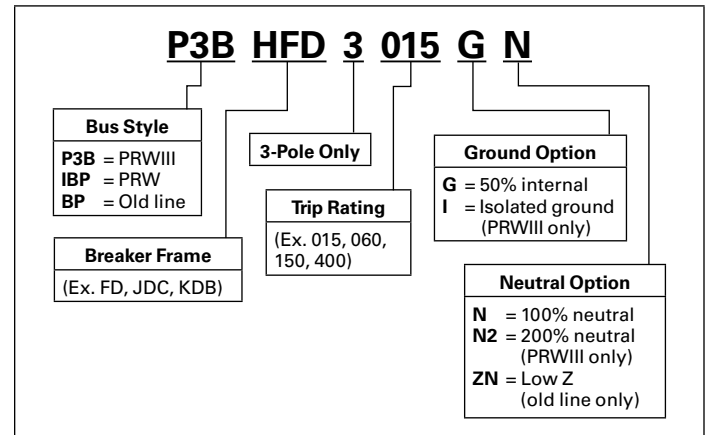 P3B HFD 3 015 G N
Bus Style
P3B = PRWIII
IBP = PRW
BP = Old line
3-Pole Only
Ground Option
G = 50% internal
I = Isolated ground
(PRWIII only)
Trip Rating
(Ex. 015, 060,
150, 400)
Breaker Frame
(Ex. FD, JDC, KDB)
Neutral Option
N = 100% neutral
N2 = 200% neutral
(PRWIII only)
ZN = Low Z
(old line only)